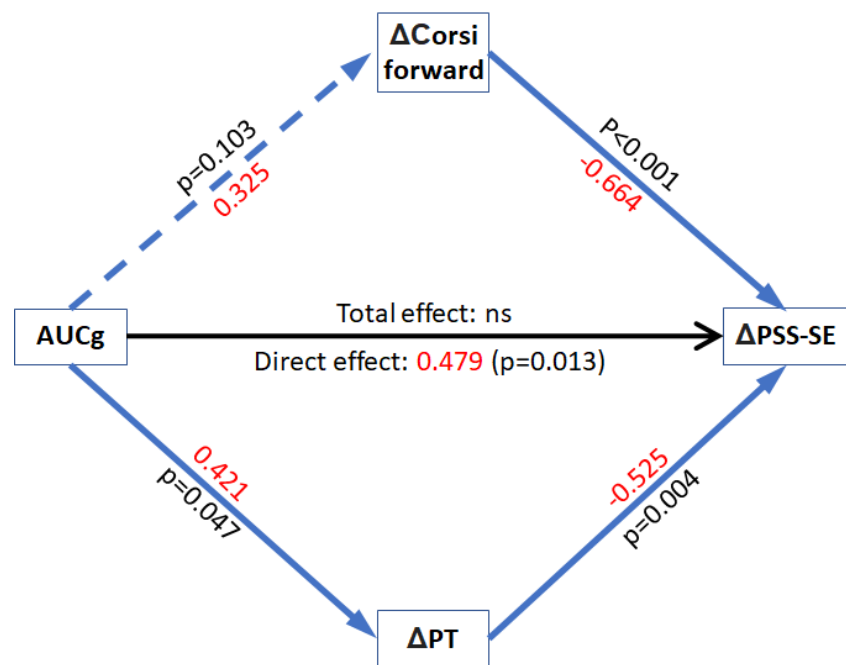 ΔCorsi
forward
p=0.103
0.325
P<0.001
-0.664
AUCg
Total effect: ns
Direct effect: 0.479 (p=0.013)
ΔPSS-SE
0.421
p=0.047
-0.525
p=0.004
ΔPT